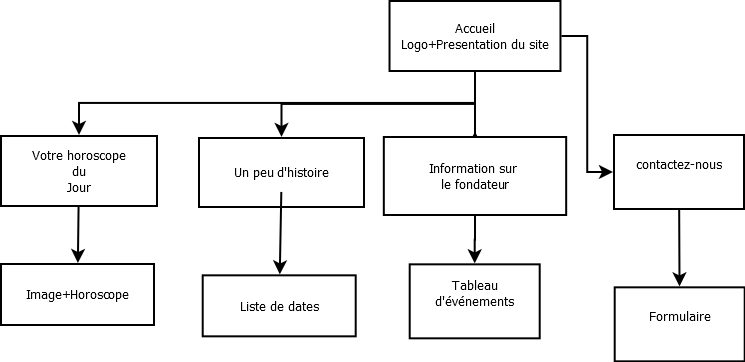 Accueil
Logo+Presentation du site
Votre horoscope
du
Jour
Un peu d'histoire
Information sur
le fondateur
contactez-nous
Image+Horoscope
Liste de dates
Tableau
d'événements
Formulaire